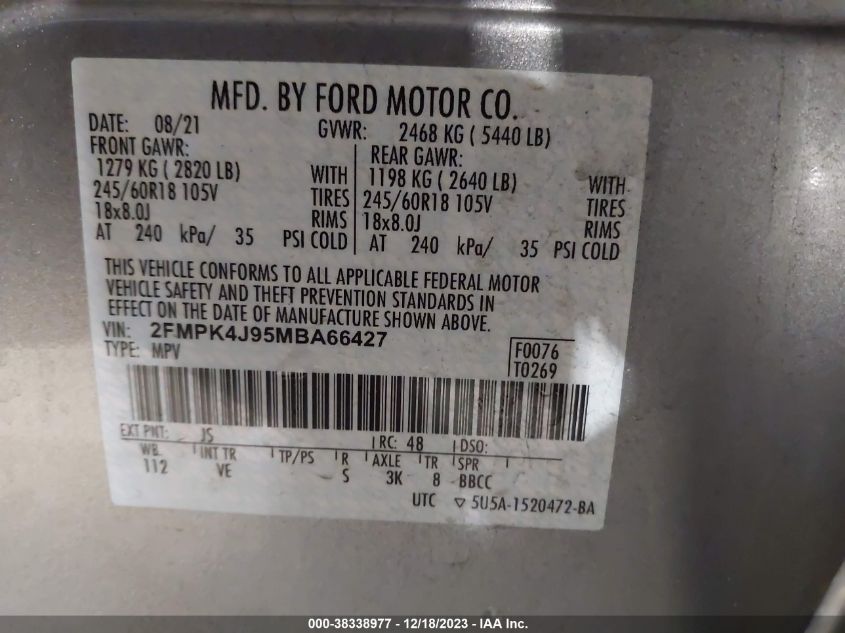 MFD. BY FORD MOTOR CO.
DATE: 08/21 GVWR: 2468 KG ( 5440 LB)
FRONT GAWR: REAR GAWR:
1279 KG ( 2820 LB) WITH 1198 KG ( 2640 LB) WITH
245/60R18 105V TIRES 245/60R18 105V TIRES
18x8.0J RIMS 18x8.0J RIMS
AT 240 kPa/ 35 PSI COLD AT 240 kPa/ 35 PSI COLD
THIS VEHICLE CONFORMS TO ALL APPLICABLE FEDERAL MOTOR
VEHICLE SAFETY AND THEFT PREVENTION STANDARDS IN
EFFECT ON THE DATE OF MANUFACTURE SHOWN ABOVE.
VIN: 2FMPK4J95MBA66427
TYPE: MPV
F0076
T0269
EXT PNT: JS RC: 48 DSO:
WB INT TR TP/PS R AXLE TR SPR
112 VE S 3K 8 BBCC
UTC ▽ 5U5A-1520472-BA
000-38338977 - 12/18/2023 - IAA Inc.